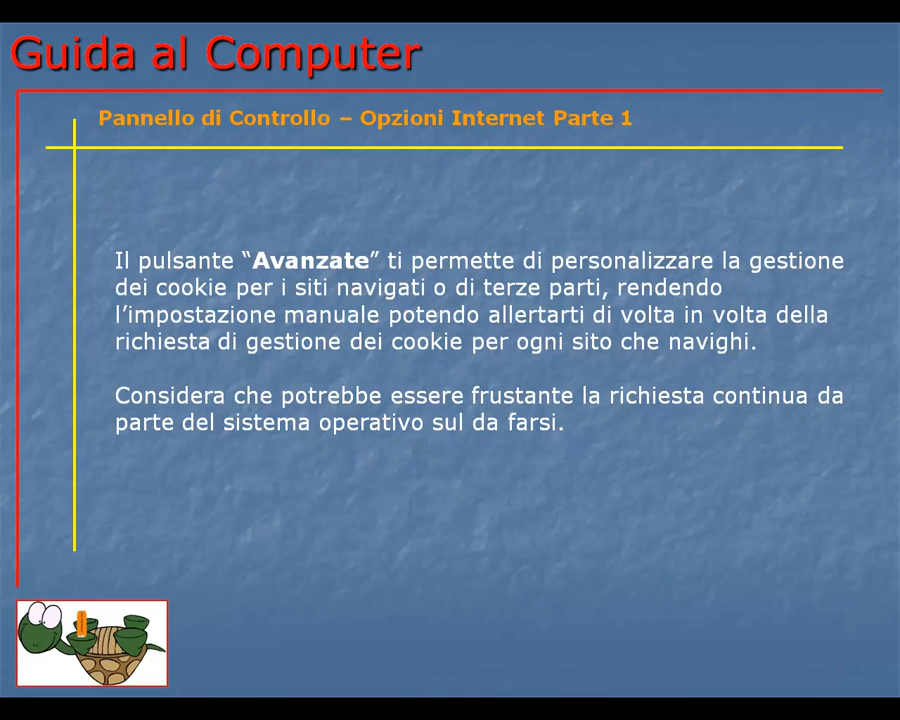 Guida al Computer
Pannello di Controllo – Opzioni Internet Parte 1
Il pulsante “Avanzate” ti permette di personalizzare la gestione
dei cookie per i siti navigati o di terze parti, rendendo
l’impostazione manuale potendo allertarti di volta in volta della
richiesta di gestione dei cookie per ogni sito che navighi.
Considera che potrebbe essere frustante la richiesta continua da
parte del sistema operativo sul da farsi.